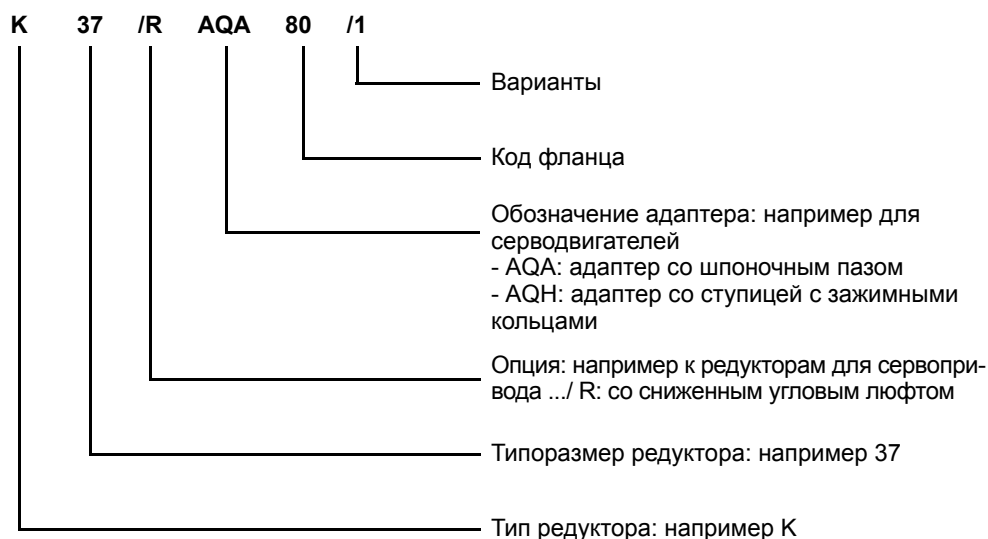 K 37 /R AQA 80 /1
Варианты
Код фланца
Обозначение адаптера: например для
серводвигателей
- AQA: адаптер со шпоночным пазом
- AQH: адаптер со ступицей с зажимными
кольцами
Опция: например к редукторам для сервопри-
вода .../ R: со сниженным угловым люфтом
Типоразмер редуктора: например 37
Тип редуктора: например K